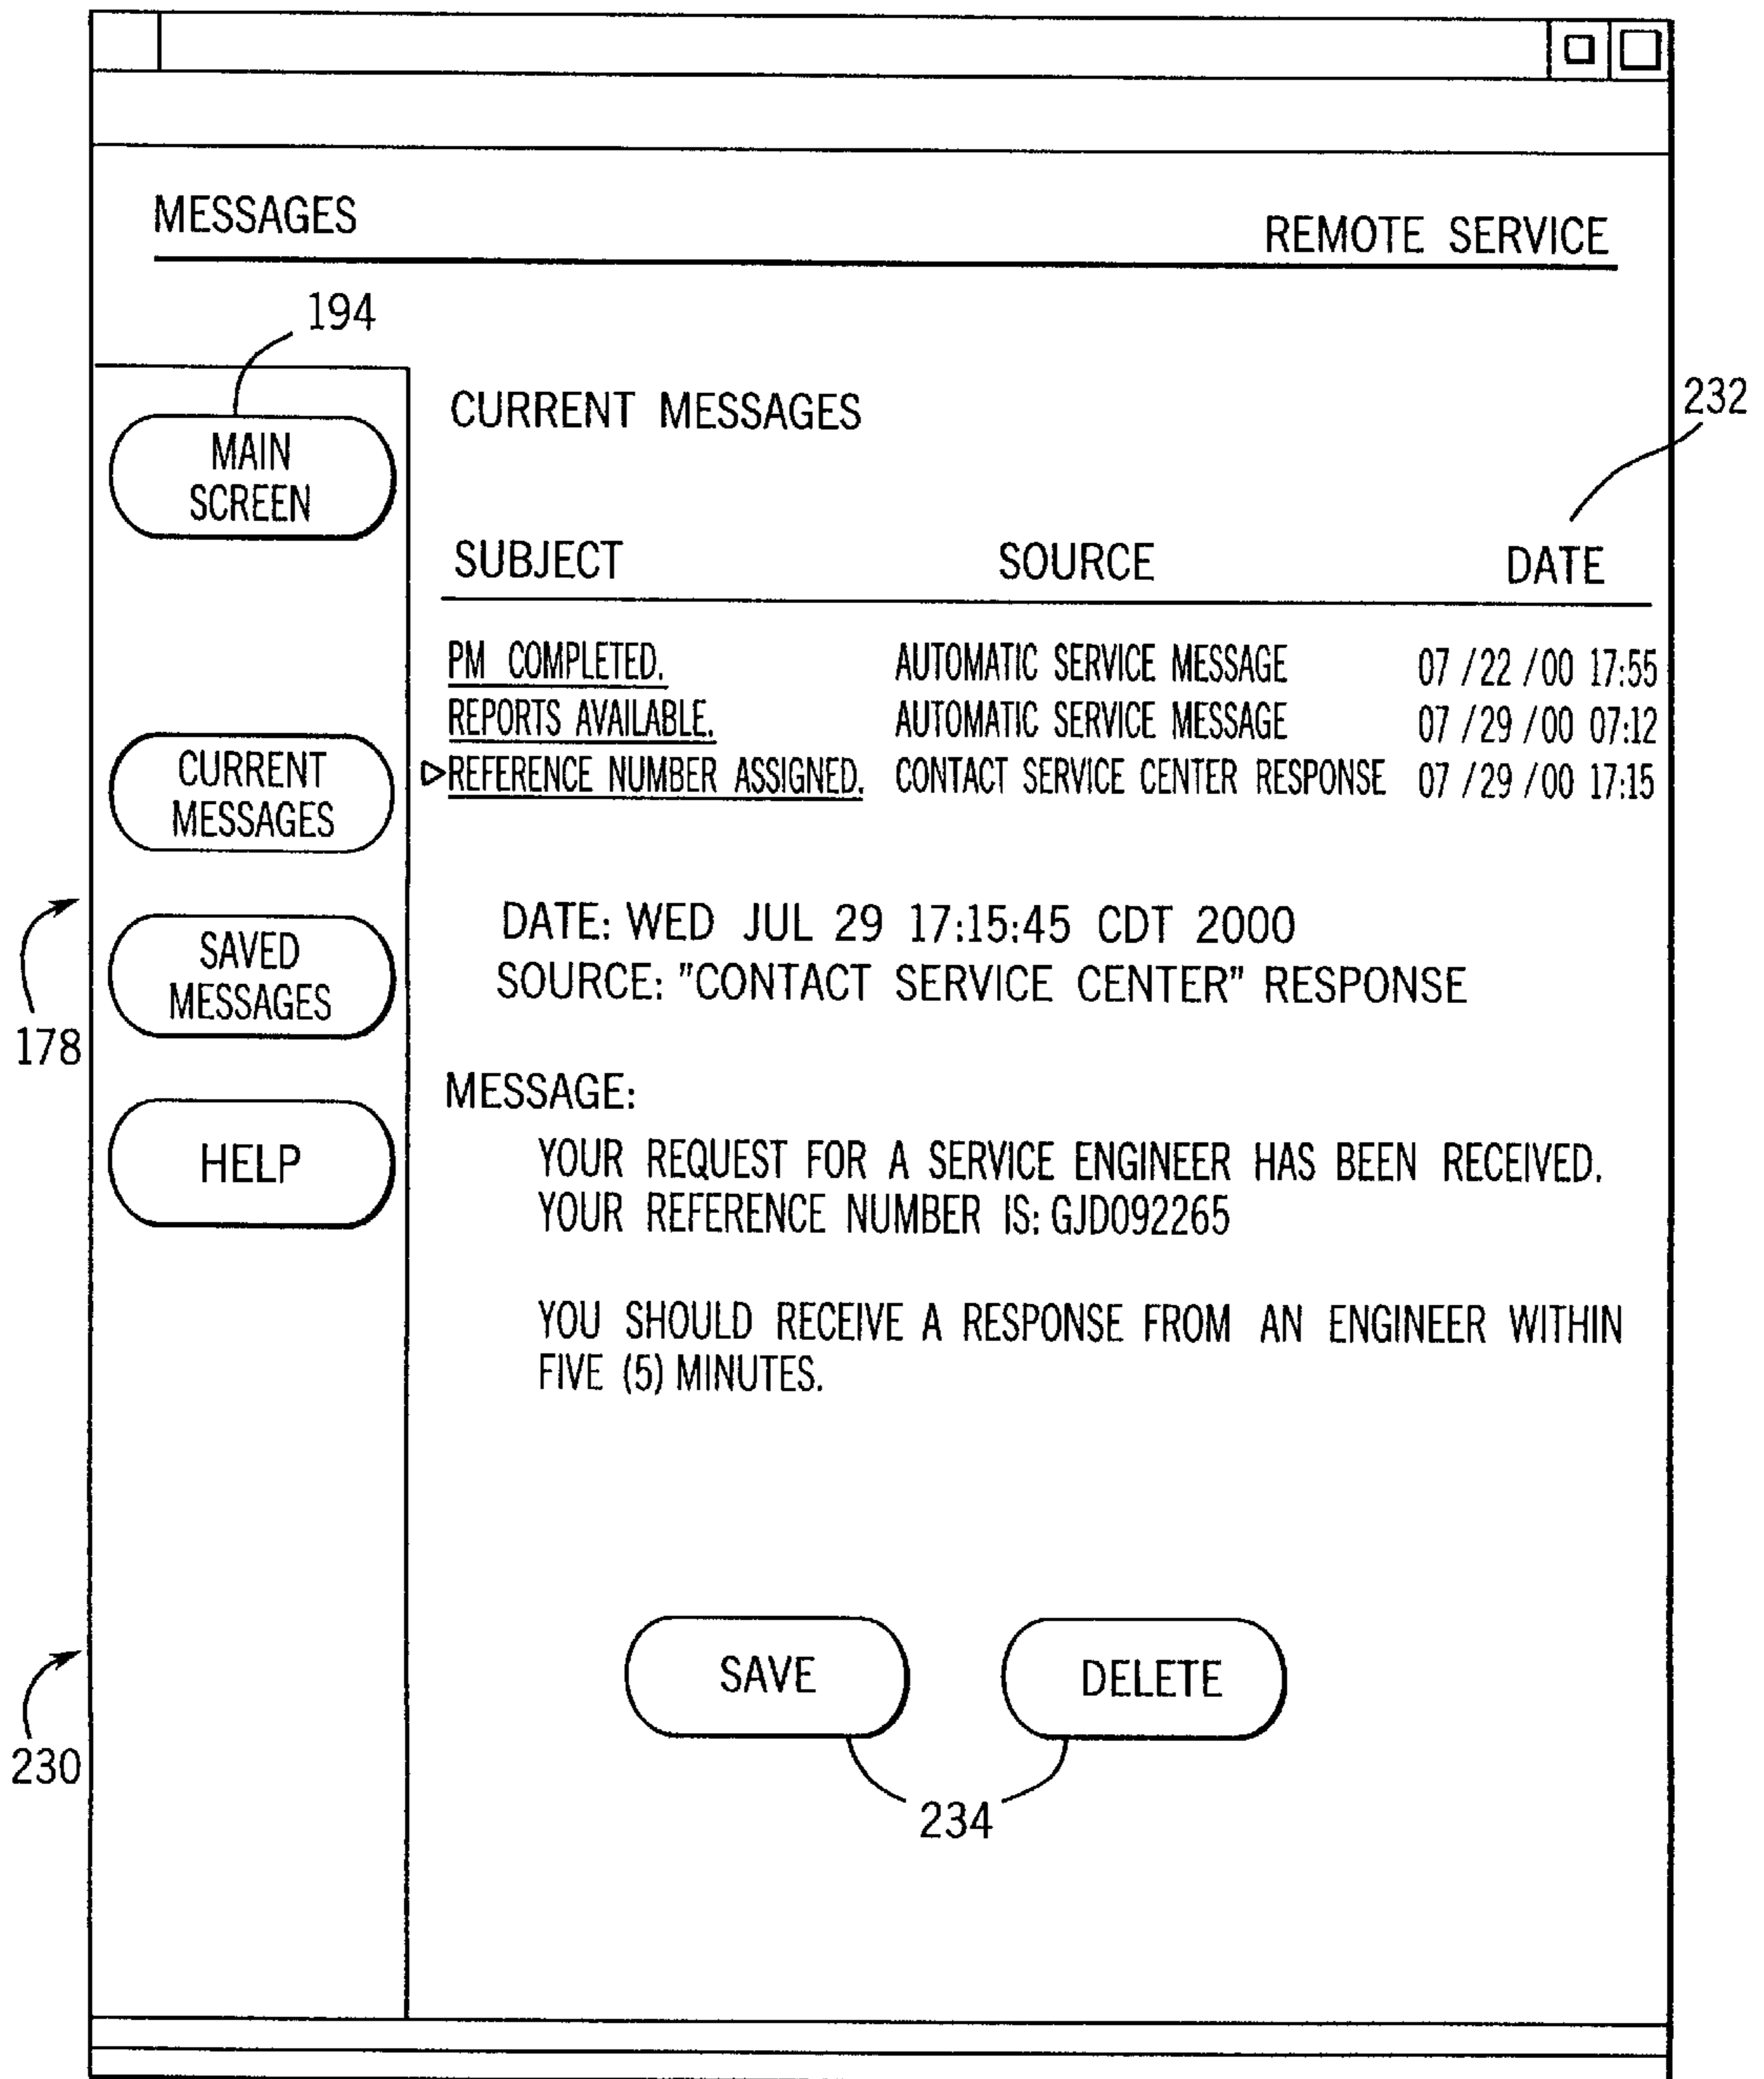 MESSAGES
REMOTE SERVICE
194
MAIN
SCREEN
CURRENT MESSAGES
232
SUBJECT SOURCE DATE
PM COMPLETED. AUTOMATIC SERVICE MESSAGE 07 /22 /00 17:55
REPORTS AVAILABLE. AUTOMATIC SERVICE MESSAGE 07 /29 /00 07:12
REFERENCE NUMBER ASSIGNED. CONTACT SERVICE CENTER RESPONSE 07 /29 /00 17:15
CURRENT
MESSAGES
178
SAVED
MESSAGES
HELP
DATE: WED JUL 29 17:15:45 CDT 2000
SOURCE: "CONTACT SERVICE CENTER" RESPONSE
MESSAGE:
YOUR REQUEST FOR A SERVICE ENGINEER HAS BEEN RECEIVED.
YOUR REFERENCE NUMBER IS: GJD092265
YOU SHOULD RECEIVE A RESPONSE FROM AN ENGINEER WITHIN
FIVE (5) MINUTES.
230
SAVE
DELETE
234